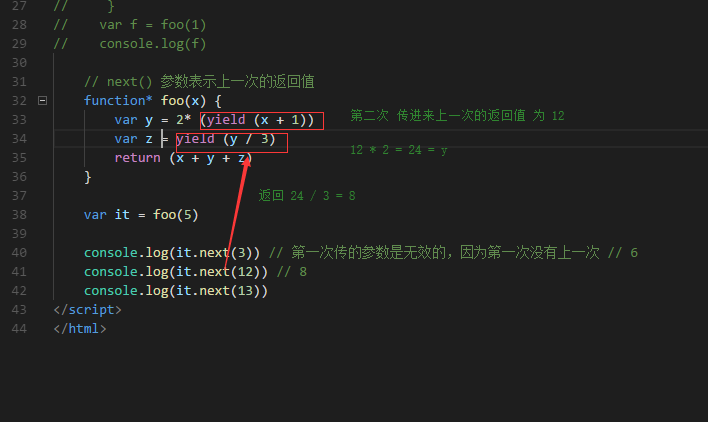 27 //     }
28 //   var f = foo(1)
29 //   console.log(f)
30
31 // next() 参数表示上一次的返回值
32 function* foo(x) {
33 var y = 2* (yield (x + 1)) 第二次 传进来上一次的返回值 为 12
34 var z = yield (y / 3) 12 * 2 = 24 = y
35 return (x + y + z)
36 }
37 返回 24 / 3 = 8
38 var it = foo(5)
39
40 console.log(it.next(3)) // 第一次传的参数是无效的，因为第一次没有上一次 // 6
41 console.log(it.next(12)) // 8
42 console.log(it.next(13))
43 </script>
44 </html>